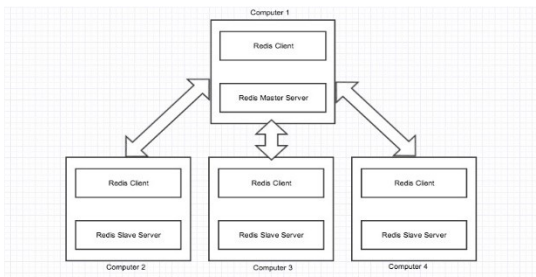 Computer 1
Redis Client
Redis Master Server
Redis Client
Redis Client
Redis Client
Redis Slave Server
Redis Slave Server
Redis Slave Server
Computer 2
Computer 3
Computer 4